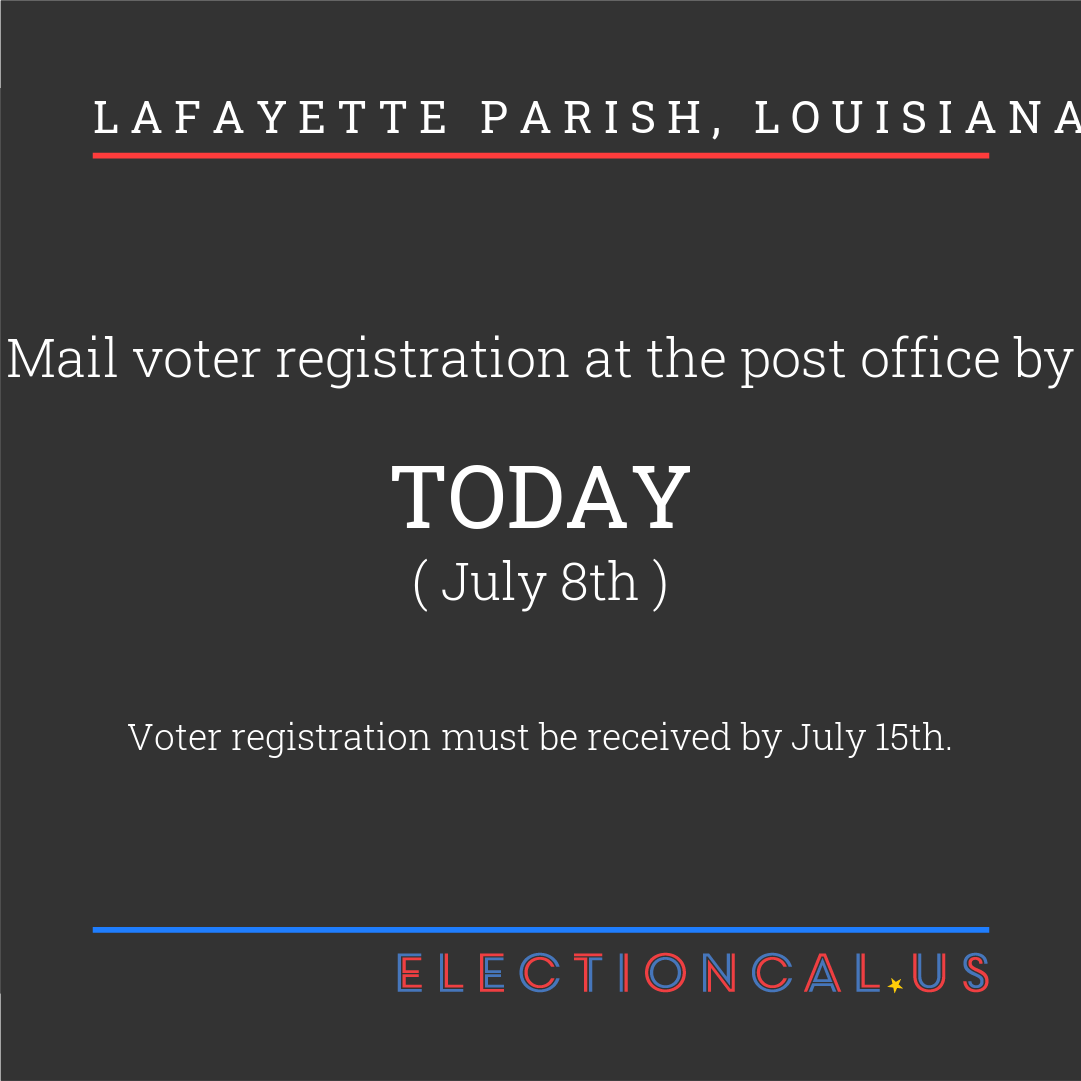 LAFAYETTE PARISH, LOUISIANA
Mail voter registration at the post office by
TODAY
( July 8th )
Voter registration must be received by July 15th.
ELECTIONCAL.US